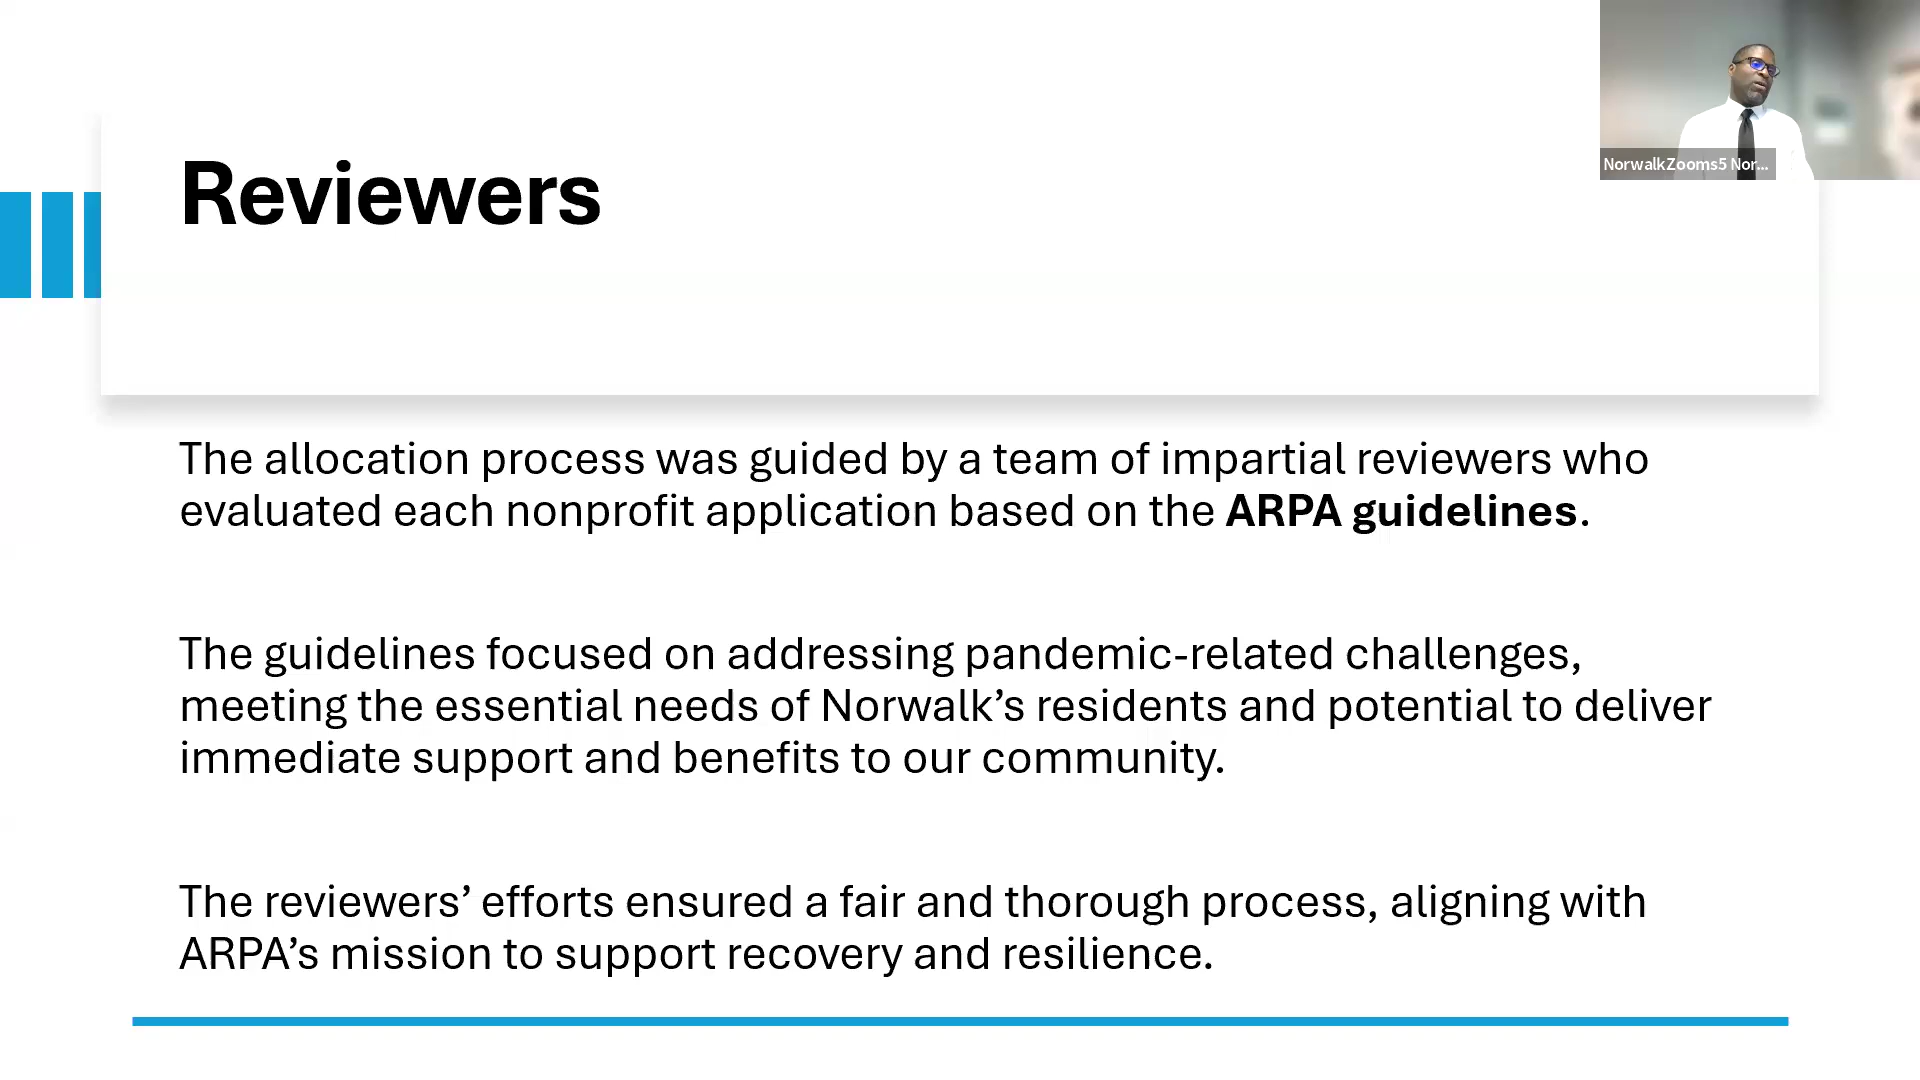 NorwalkZooms5 Nor...
Reviewers
The allocation process was guided by a team of impartial reviewers who
evaluated each nonprofit application based on the ARPA guidelines.
The guidelines focused on addressing pandemic-related challenges,
meeting the essential needs of Norwalk’s residents and potential to deliver
immediate support and benefits to our community.
The reviewers’ efforts ensured a fair and thorough process, aligning with
ARPA’s mission to support recovery and resilience.